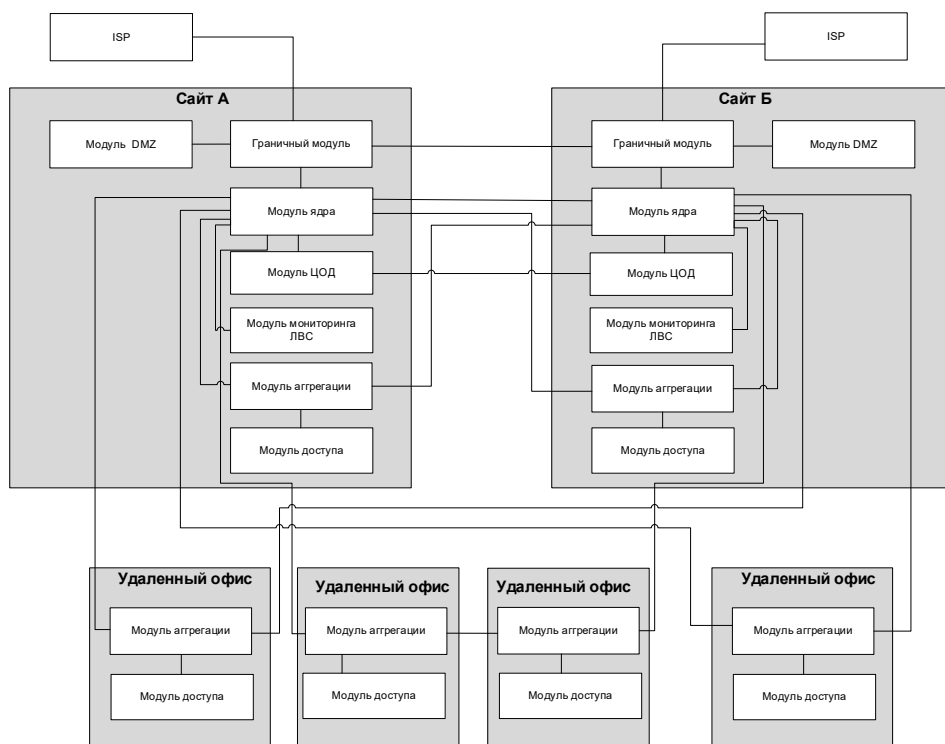 ISP
ISP
Сайт А
Сайт Б
Модуль DMZ
Граничный модуль
Граничный модуль
Модуль DMZ
Модуль ядра
Модуль ядра
Модуль ЦОД
Модуль ЦОД
Модуль мониторинга
ЛВС
Модуль мониторинга
ЛВС
Модуль аггрегации
Модуль аггрегации
Модуль доступа
Модуль доступа
Удаленный офис
Удаленный офис
Удаленный офис
Удаленный офис
Модуль аггрегации
Модуль аггрегации
Модуль аггрегации
Модуль аггрегации
Модуль доступа
Модуль доступа
Модуль доступа
Модуль доступа